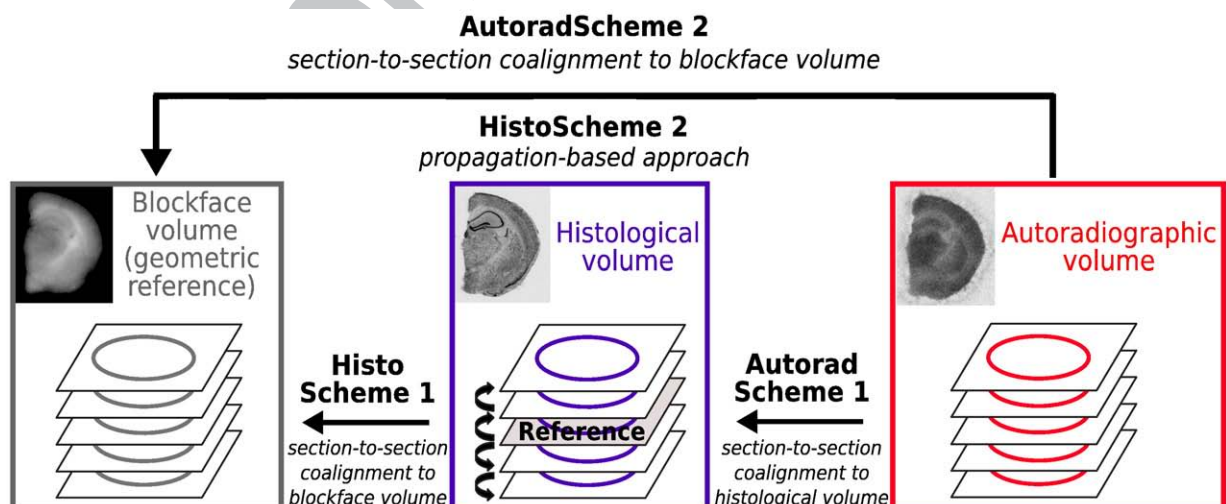 AutoradScheme 2
section-to-section coalignment to blockface volume
HistoScheme 2
propagation-based approach
Blockface
volume
(geometric
reference)
Histological
volume
Autoradiographic
volume
Histo
Scheme 1
section-to-section
coalignment to
blockface volume
Reference
Autorad
Scheme 1
section-to-section
coalignment to
histological volume